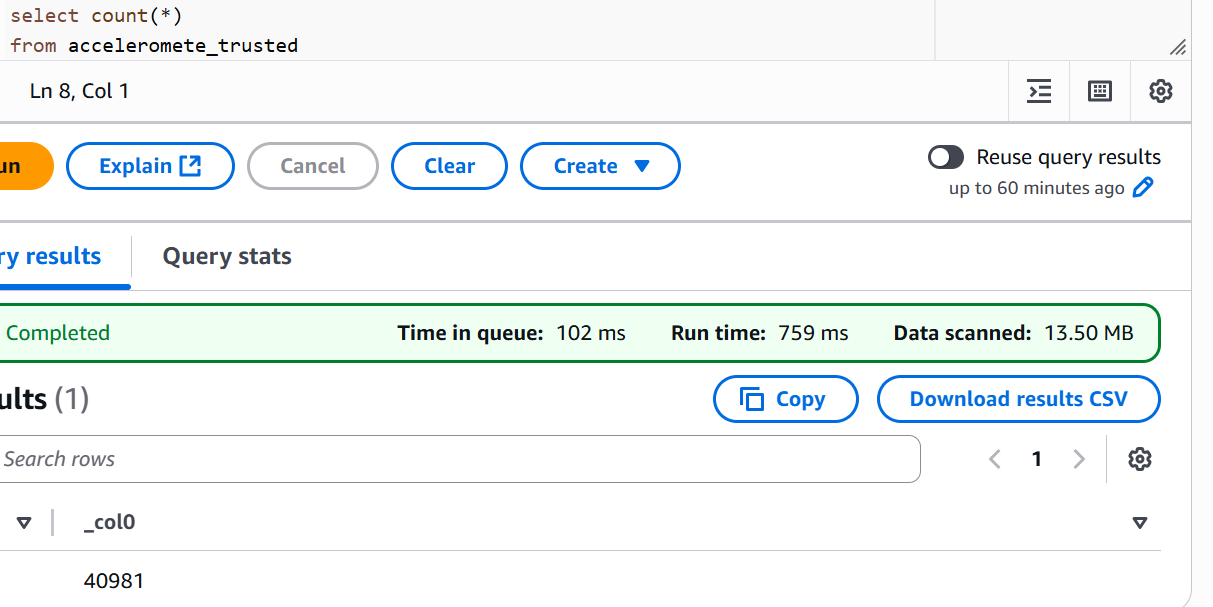 select count(*)
from acceleromete_trusted
Ln 8, Col 1
un Explain Cancel Clear Create
Reuse query results
up to 60 minutes ago
ry results Query stats
Completed Time in queue: 102 ms Run time: 759 ms Data scanned: 13.50 MB
ults (1) Copy Download results CSV
Search rows 1
_col0
40981